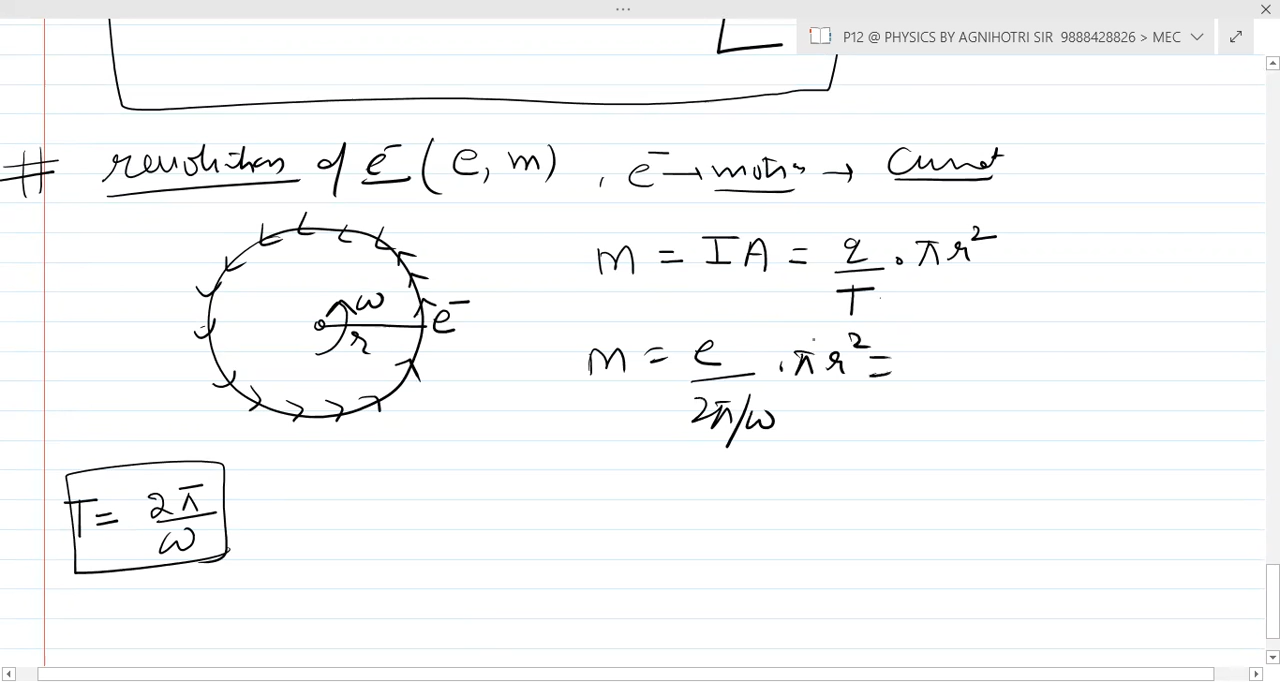 P12 @ PHYSICS BY AGNIHOTRI SIR 9888428826 > MEC
# revolution of e⁻ (e, m) , e⁻ → motion → Current
m = IA = q/T . πr²
ω
r
e⁻
m = e/(2π/ω) . πr² =
T = 2π/ω